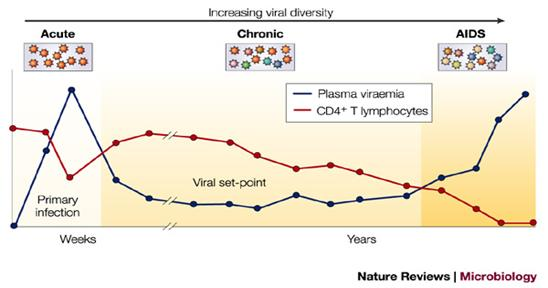 Increasing viral diversity
Acute
Chronic
AIDS
Plasma viraemia
CD4⁺ T lymphocytes
Viral set-point
Primary
infection
Weeks
Years
Nature Reviews | Microbiology